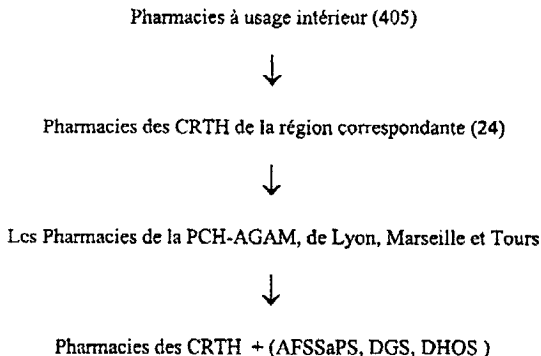 Pharmacies à usage intérieur (405)
Pharmacies des CRTH de la région correspondante (24)
Les Pharmacies de la PCH-AGAM, de Lyon, Marseille et Tours
Pharmacies des CRTH + (AFSSaPS, DGS, DHOS )